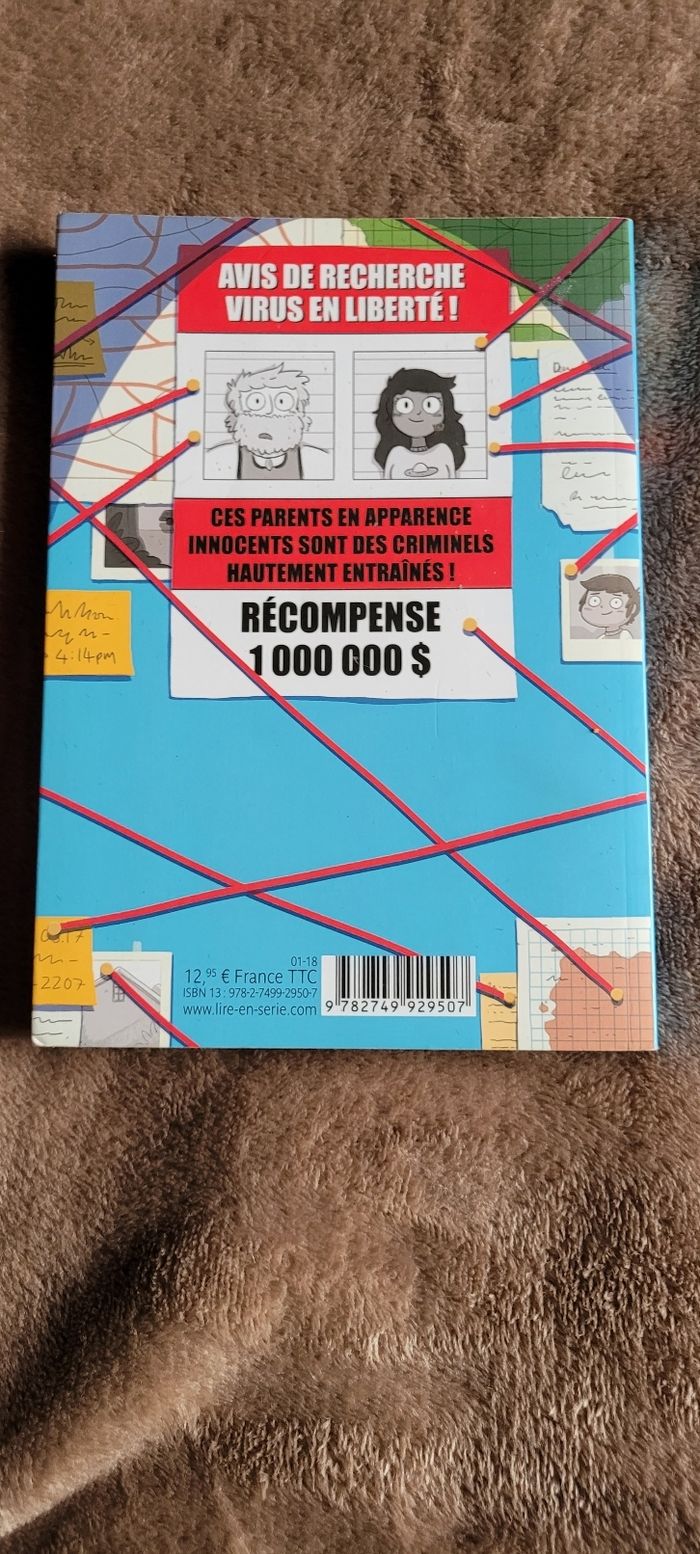 AVIS DE RECHERCHE
VIRUS EN LIBERTÉ !
CES PARENTS EN APPARENCE
INNOCENTS SONT DES CRIMINELS
HAUTEMENT ENTRAÎNÉS !
RÉCOMPENSE
1 000 000 $
4:14pm
-2207
01-18
12,95 € France TTC
ISBN 13 : 978-2-7499-2950-7
www.lire-en-serie.com
9 782749 929507